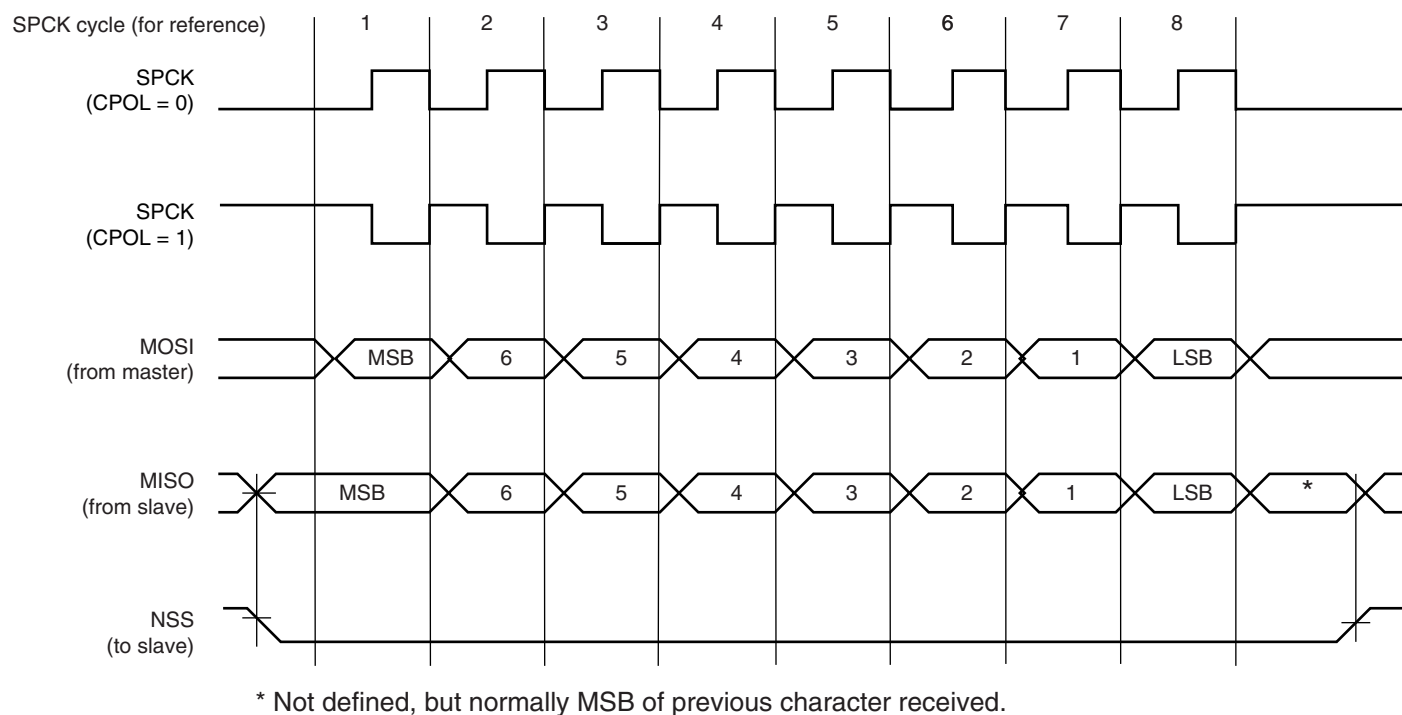 SPCK cycle (for reference) 1 2 3 4 5 6 7 8
SPCK
(CPOL = 0)
SPCK
(CPOL = 1)
MOSI
(from master)
MSB 6 5 4 3 2 1 LSB
MISO
(from slave)
MSB 6 5 4 3 2 1 LSB *
NSS
(to slave)
* Not defined, but normally MSB of previous character received.